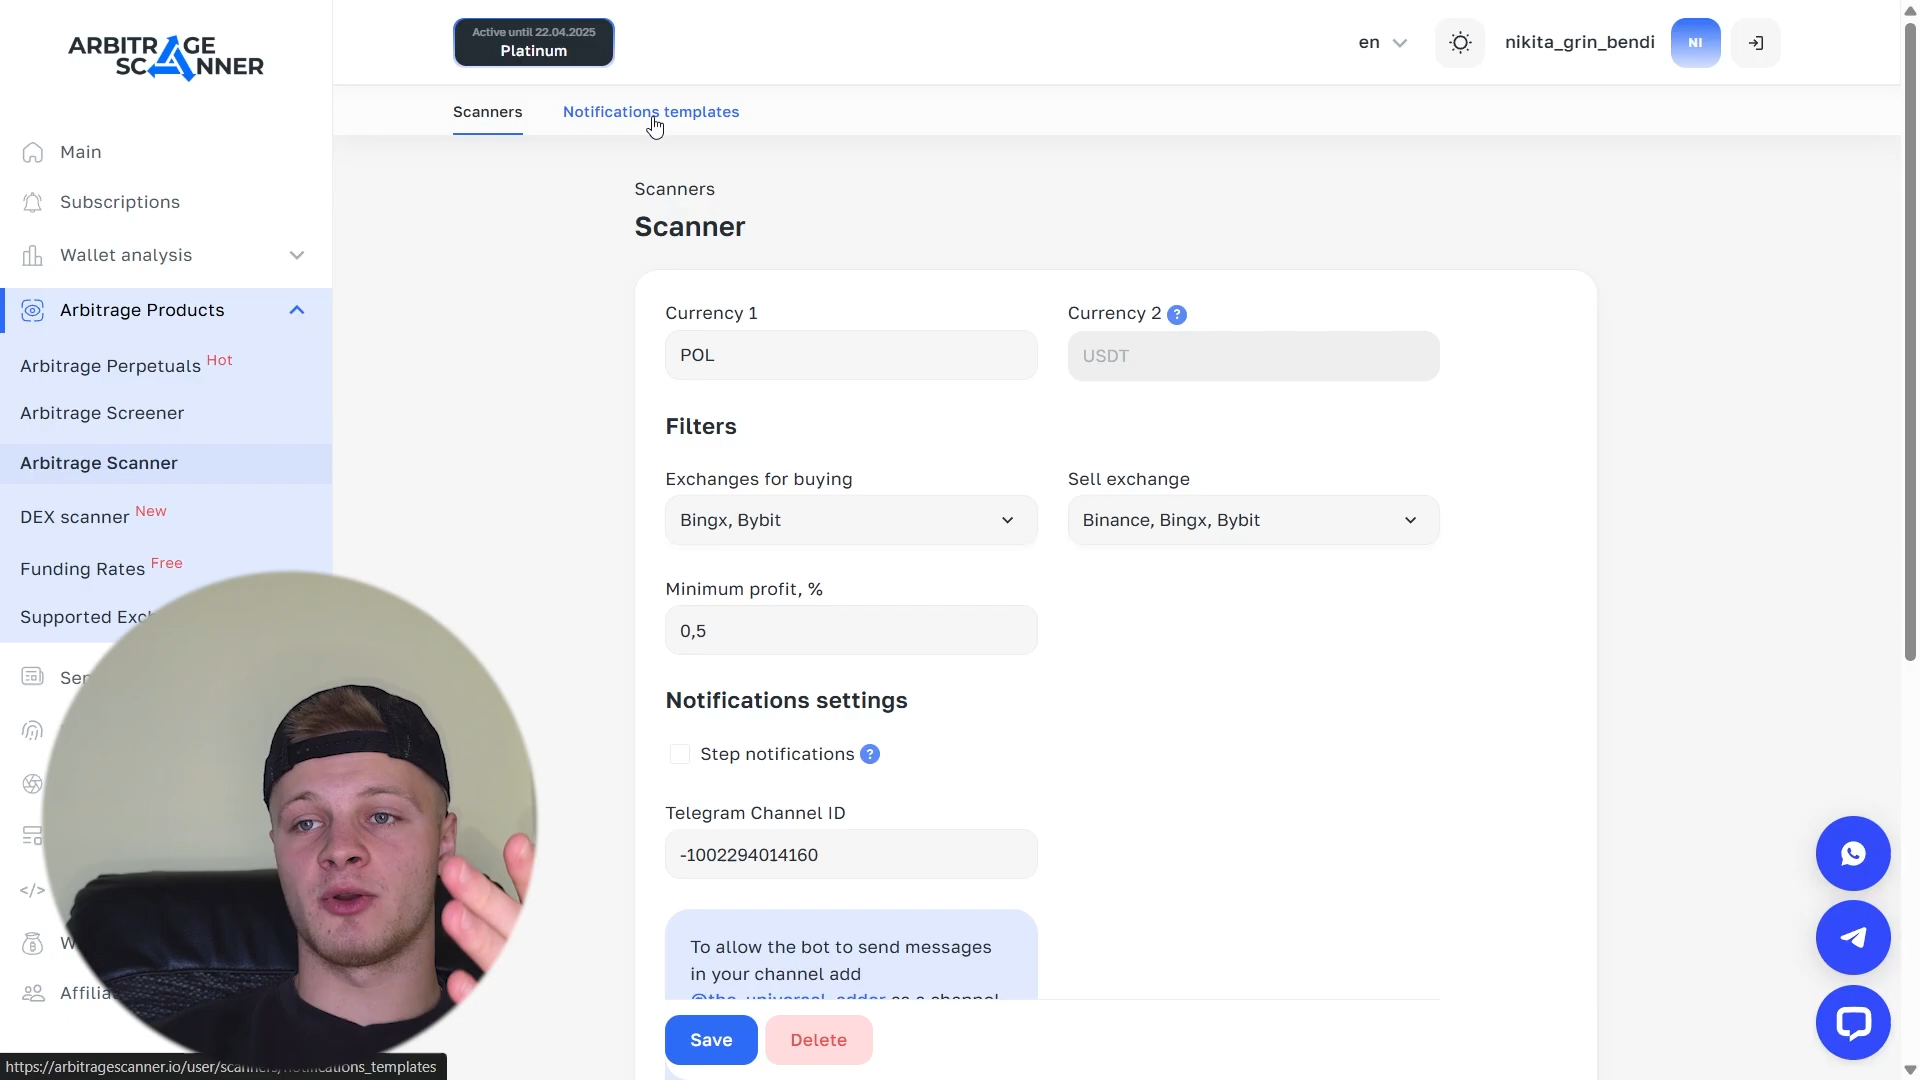 ARBITRAGE
SCANNER
Active until 22.04.2025
Platinum
en
nikita_grin_bendi
NI
Scanners
Notifications templates
Main
Subscriptions
Wallet analysis
Arbitrage Products
Arbitrage Perpetuals Hot
Arbitrage Screener
Arbitrage Scanner
DEX scanner New
Funding Rates Free
Supported
Scanners
Scanner
Currency 1
Currency 2 ?
POL
USDT
Filters
Exchanges for buying
Sell exchange
Bingx, Bybit
Binance, Bingx, Bybit
Minimum profit, %
0,5
Notifications settings
Step notifications ?
Telegram Channel ID
-1002294014160
To allow the bot to send messages
in your channel add
@the_universal_adder as a channel
Save
Delete